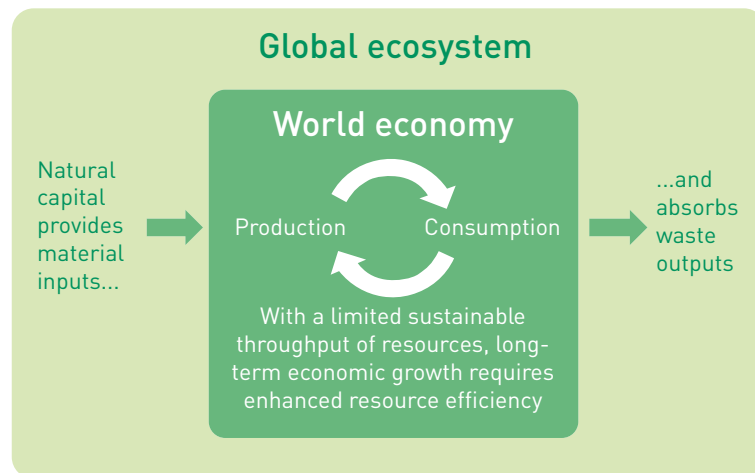 Global ecosystem
World economy
Natural
capital
provides
material
inputs...
Production
Consumption
...and
absorbs
waste
outputs
With a limited sustainable
throughput of resources, long-
term economic growth requires
enhanced resource efficiency